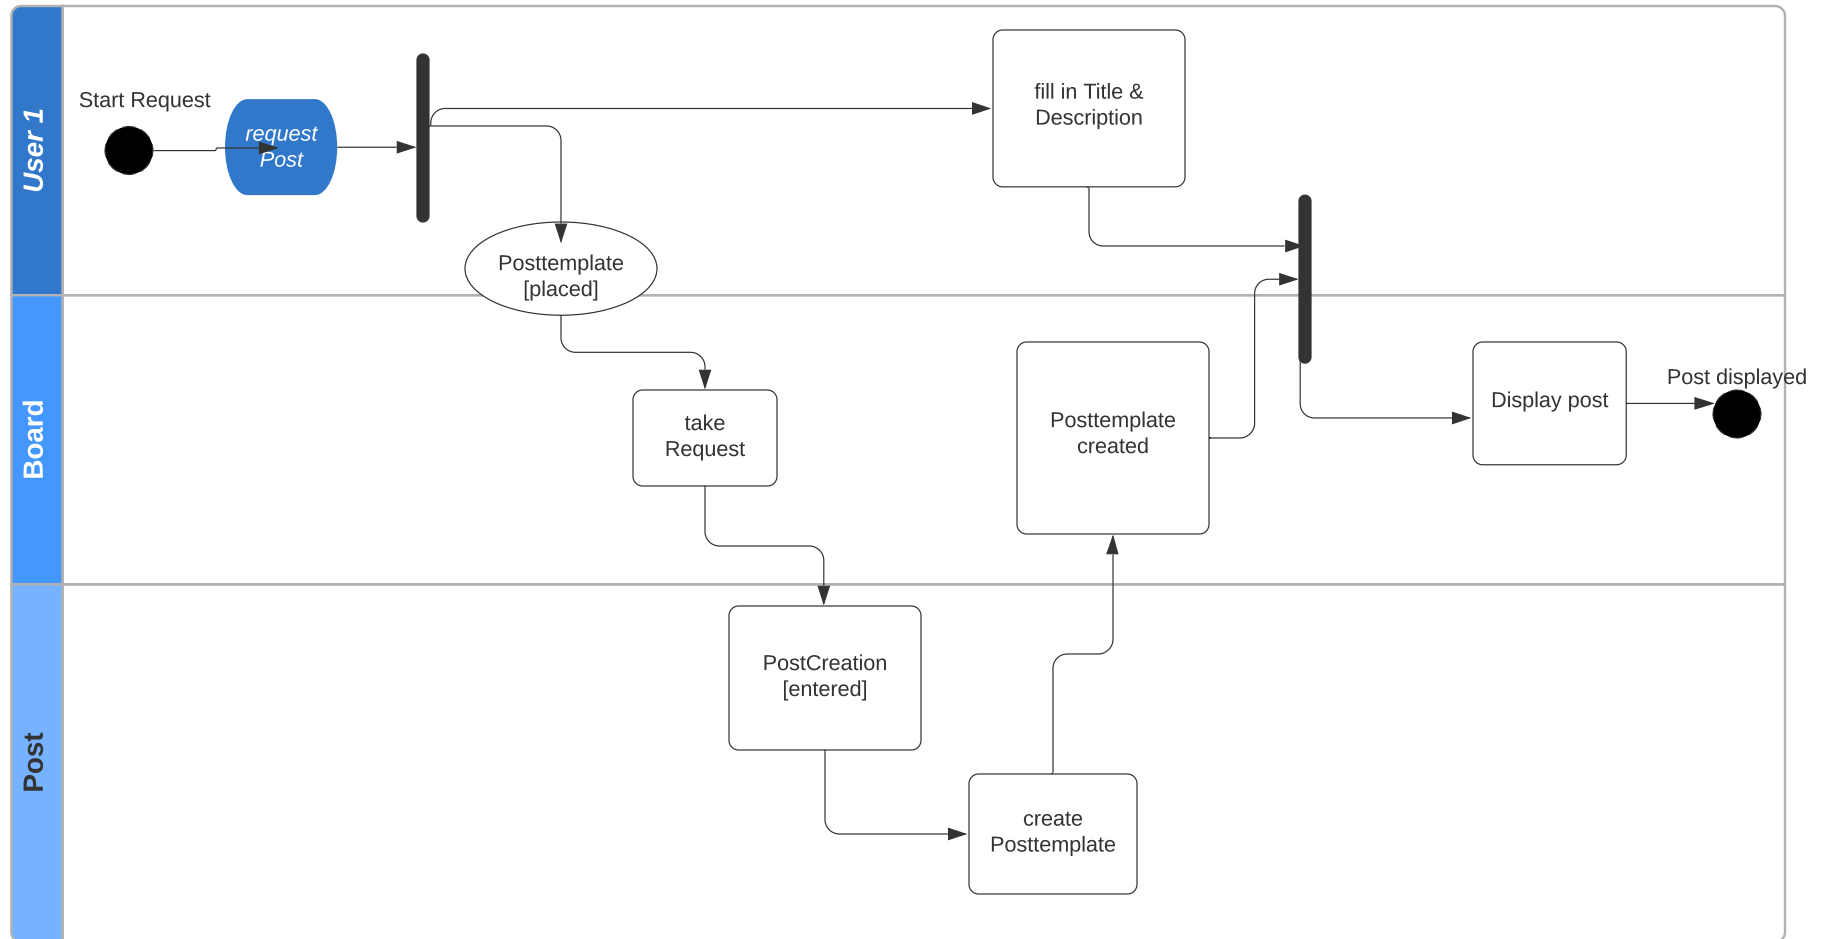 User 1
Start Request
request
Post
fill in Title &
Description
Posttemplate
[placed]
Board
take
Request
Posttemplate
created
Display post
Post displayed
Post
PostCreation
[entered]
create
Posttemplate